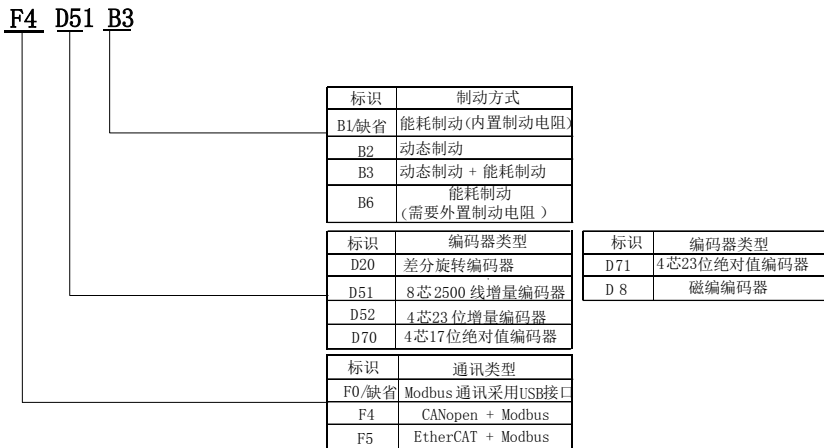 F4 D51 B3
标识 制动方式
B1/缺省 能耗制动(内置制动电阻)
B2 动态制动
B3 动态制动 + 能耗制动
B6 能耗制动
(需要外置制动电阻 )
标识 编码器类型
D20 差分旋转编码器
D51 8芯2500 线增量编码器
D52 4芯23 位增量编码器
D70 4芯17位绝对值编码器
标识 编码器类型
D71 4芯23位绝对值编码器
D 8 磁编编码器
标识 通讯类型
F0/缺省 Modbus 通讯采用USB接口
F4 CANopen + Modbus
F5 EtherCAT + Modbus